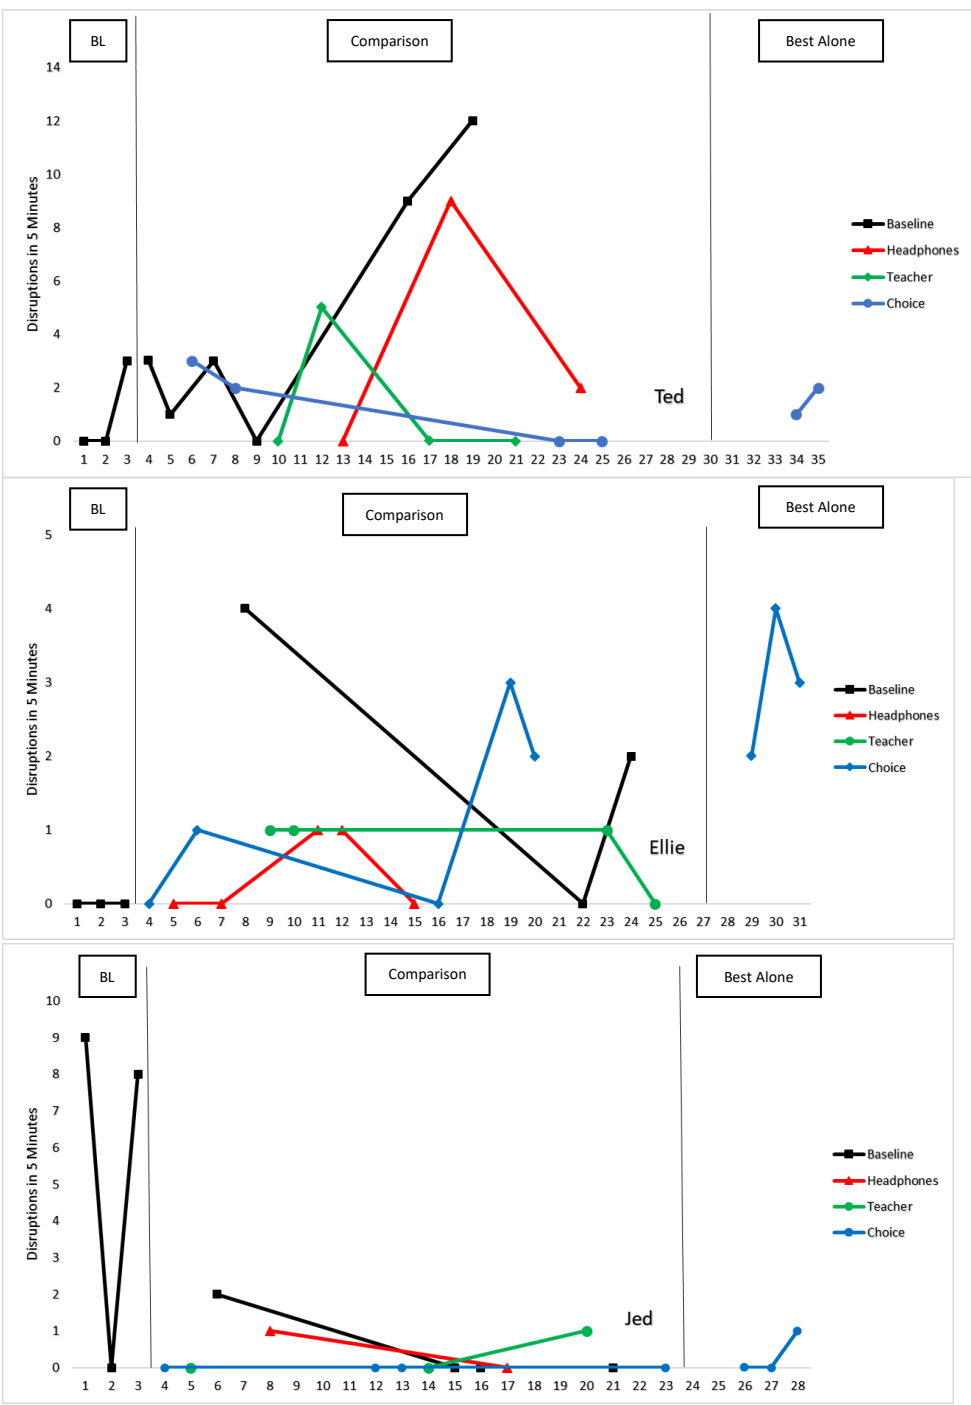 BL
Comparison
Best Alone
Disruptions in 5 Minutes
14
12
10
8
6
4
2
0
Baseline
Headphones
Teacher
Choice
Ted
1 2 3 4 5 6 7 8 9 10 11 12 13 14 15 16 17 18 19 20 21 22 23 24 25 26 27 28 29 30 31 32 33 34 35
BL
Comparison
Best Alone
Disruptions in 5 Minutes
5
4
3
2
1
0
Baseline
Headphones
Teacher
Choice
Ellie
1 2 3 4 5 6 7 8 9 10 11 12 13 14 15 16 17 18 19 20 21 22 23 24 25 26 27 28 29 30 31
BL
Comparison
Best Alone
Disruptions in 5 Minutes
10
9
8
7
6
5
4
3
2
1
0
Baseline
Headphones
Teacher
Choice
Jed
1 2 3 4 5 6 7 8 9 10 11 12 13 14 15 16 17 18 19 20 21 22 23 24 25 26 27 28